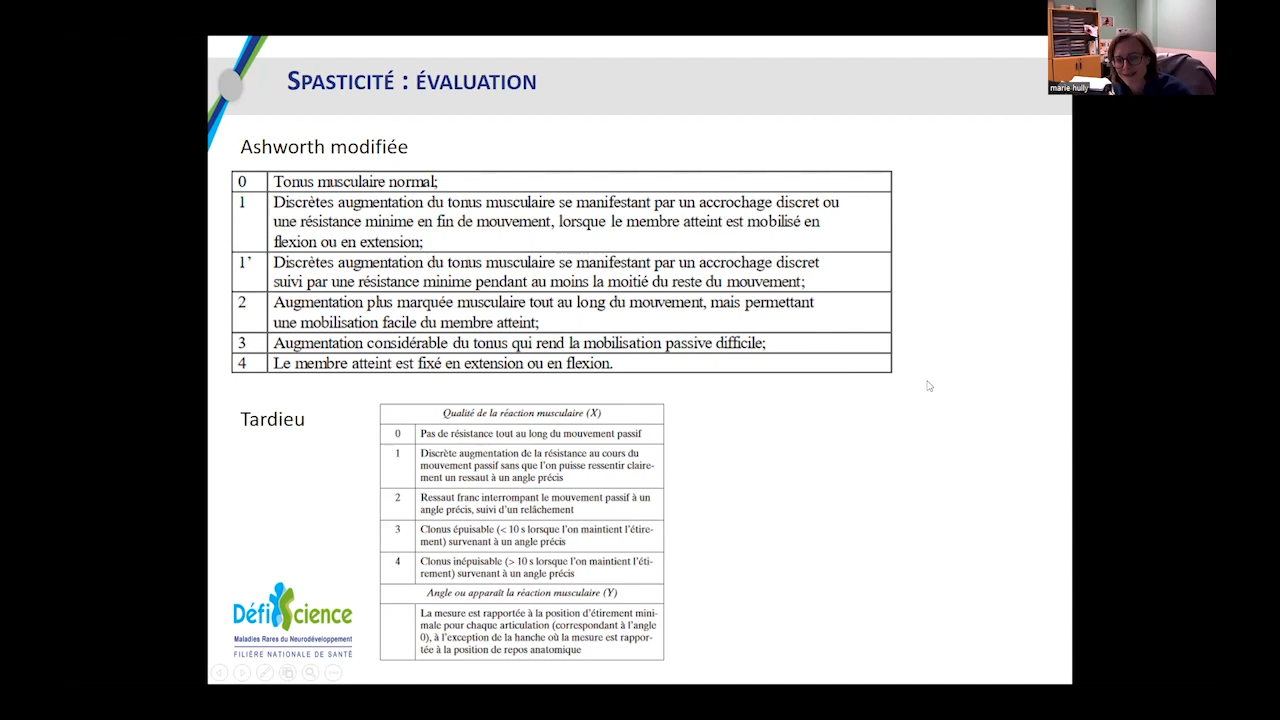 SPASTICITÉ : ÉVALUATION
marie hully
Ashworth modifiée
0 Tonus musculaire normal;
1 Discrètes augmentation du tonus musculaire se manifestant par un accrochage discret ou
une résistance minime en fin de mouvement, lorsque le membre atteint est mobilisé en
flexion ou en extension;
1’ Discrètes augmentation du tonus musculaire se manifestant par un accrochage discret
suivi par une résistance minime pendant au moins la moitié du reste du mouvement;
2 Augmentation plus marquée musculaire tout au long du mouvement, mais permettant
une mobilisation facile du membre atteint;
3 Augmentation considérable du tonus qui rend la mobilisation passive difficile;
4 Le membre atteint est fixé en extension ou en flexion.
Tardieu
Qualité de la réaction musculaire (X)
0 Pas de résistance tout au long du mouvement passif
1 Discrète augmentation de la résistance au cours du
mouvement passif sans que l’on puisse ressentir claire-
ment un ressaut à un angle précis
2 Ressaut franc interrompant le mouvement passif à un
angle précis, suivi d’un relâchement
3 Clonus épuisable (< 10 s lorsque l’on maintient l’étire-
ment) survenant à un angle précis
4 Clonus inépuisable (> 10 s lorsque l’on maintient l’éti-
rement) survenant à un angle précis
Angle ou apparaît la réaction musculaire (Y)
La mesure est rapportée à la position d’étirement mini-
male pour chaque articulation (correspondant à l’angle
0), à l’exception de la hanche où la mesure est rappor-
tée à la position de repos anatomique
DéfiScience
Maladies Rares du Neurodéveloppement
FILIÈRE NATIONALE DE SANTÉ